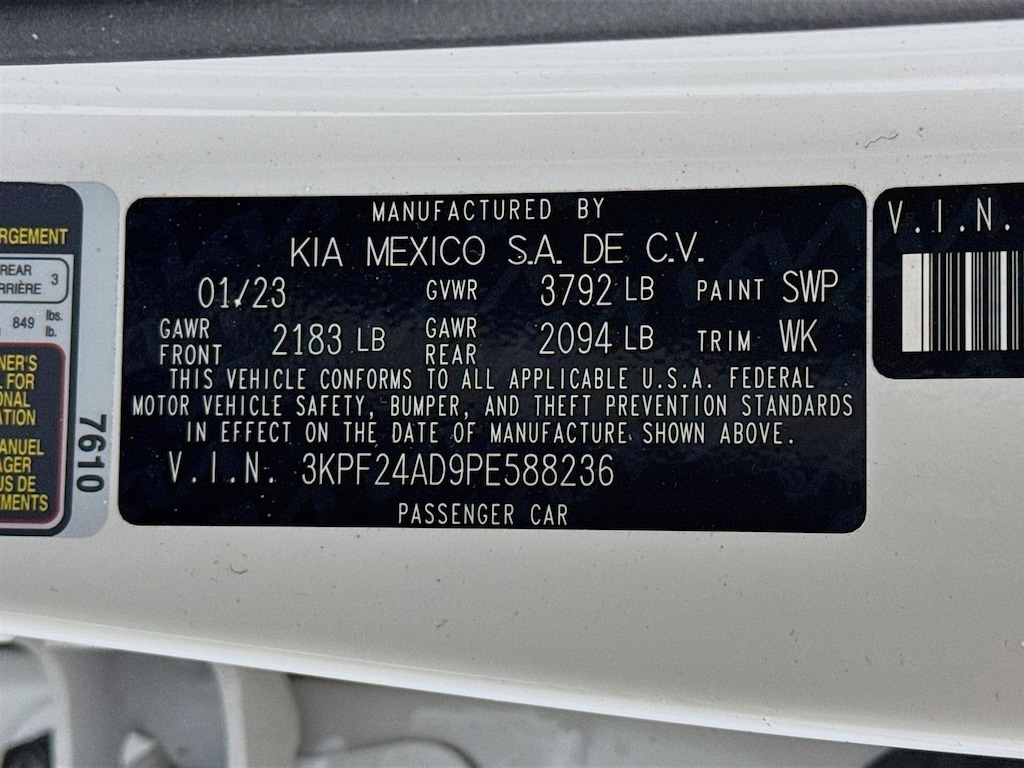 RGEMENT
REAR
RRIÈRE 3
849 lbs.
lb.
NER'S
L FOR
ONAL
ATION
ANUEL
AGER
US DE
EMENTS
7610
MANUFACTURED BY
KIA MEXICO S.A. DE C.V.
01/23 GVWR 3792 LB PAINT SWP
GAWR FRONT 2183 LB GAWR REAR 2094 LB TRIM WK
THIS VEHICLE CONFORMS TO ALL APPLICABLE U.S.A. FEDERAL
MOTOR VEHICLE SAFETY, BUMPER, AND THEFT PREVENTION STANDARDS
IN EFFECT ON THE DATE OF MANUFACTURE SHOWN ABOVE.
V.I.N. 3KPF24AD9PE588236
PASSENGER CAR
V.I.N.